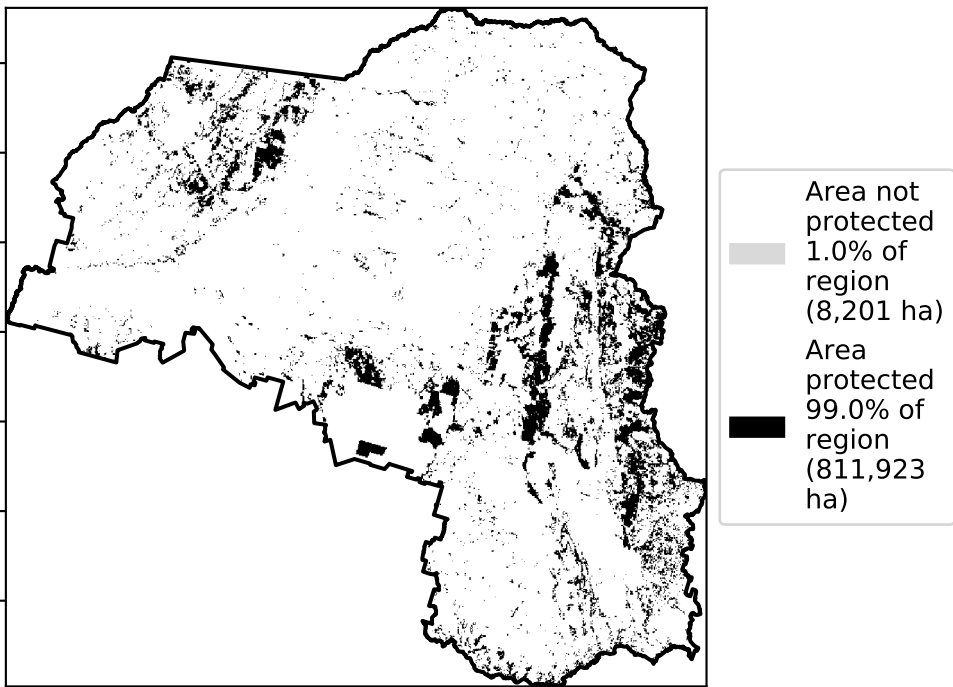 Area not
protected
1.0% of
region
(8,201 ha)
Area
protected
99.0% of
region
(811,923
ha)